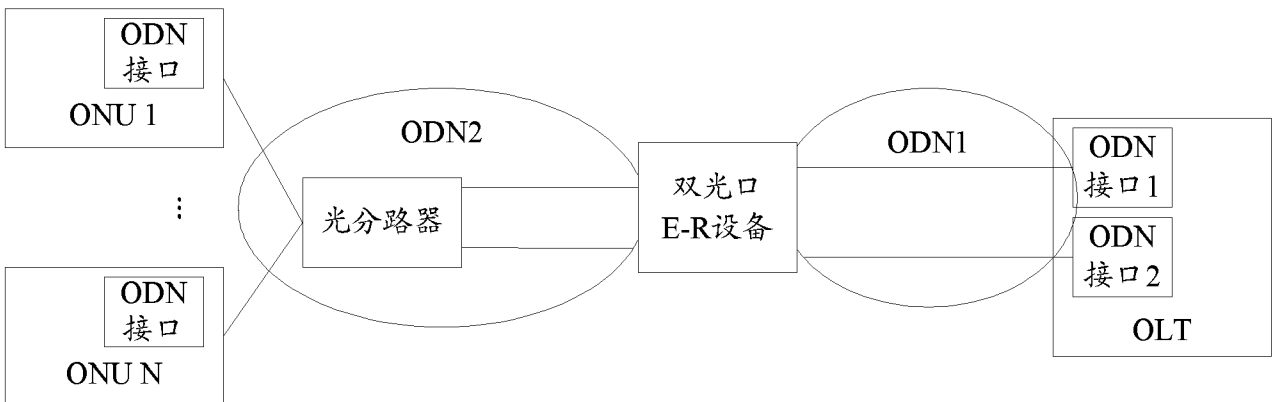 ODN
接口
ONU 1
⋮
ODN
接口
ONU N
ODN2
光分路器
双光口
E-R设备
ODN1
ODN
接口1
ODN
接口2
OLT